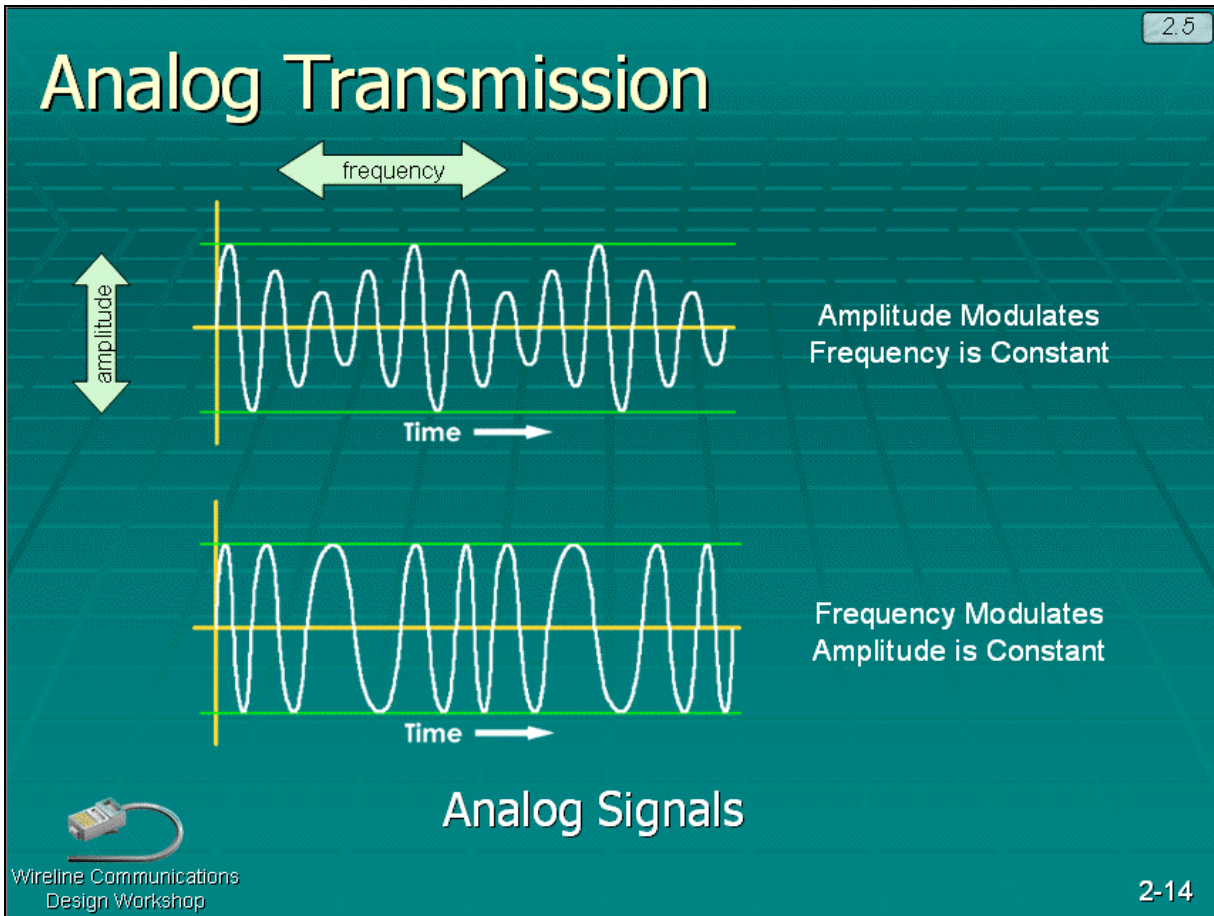 2.5
Analog Transmission
frequency
amplitude
Amplitude Modulates
Frequency is Constant
Time
Frequency Modulates
Amplitude is Constant
Time
Analog Signals
Wireline Communications
Design Workshop
2-14